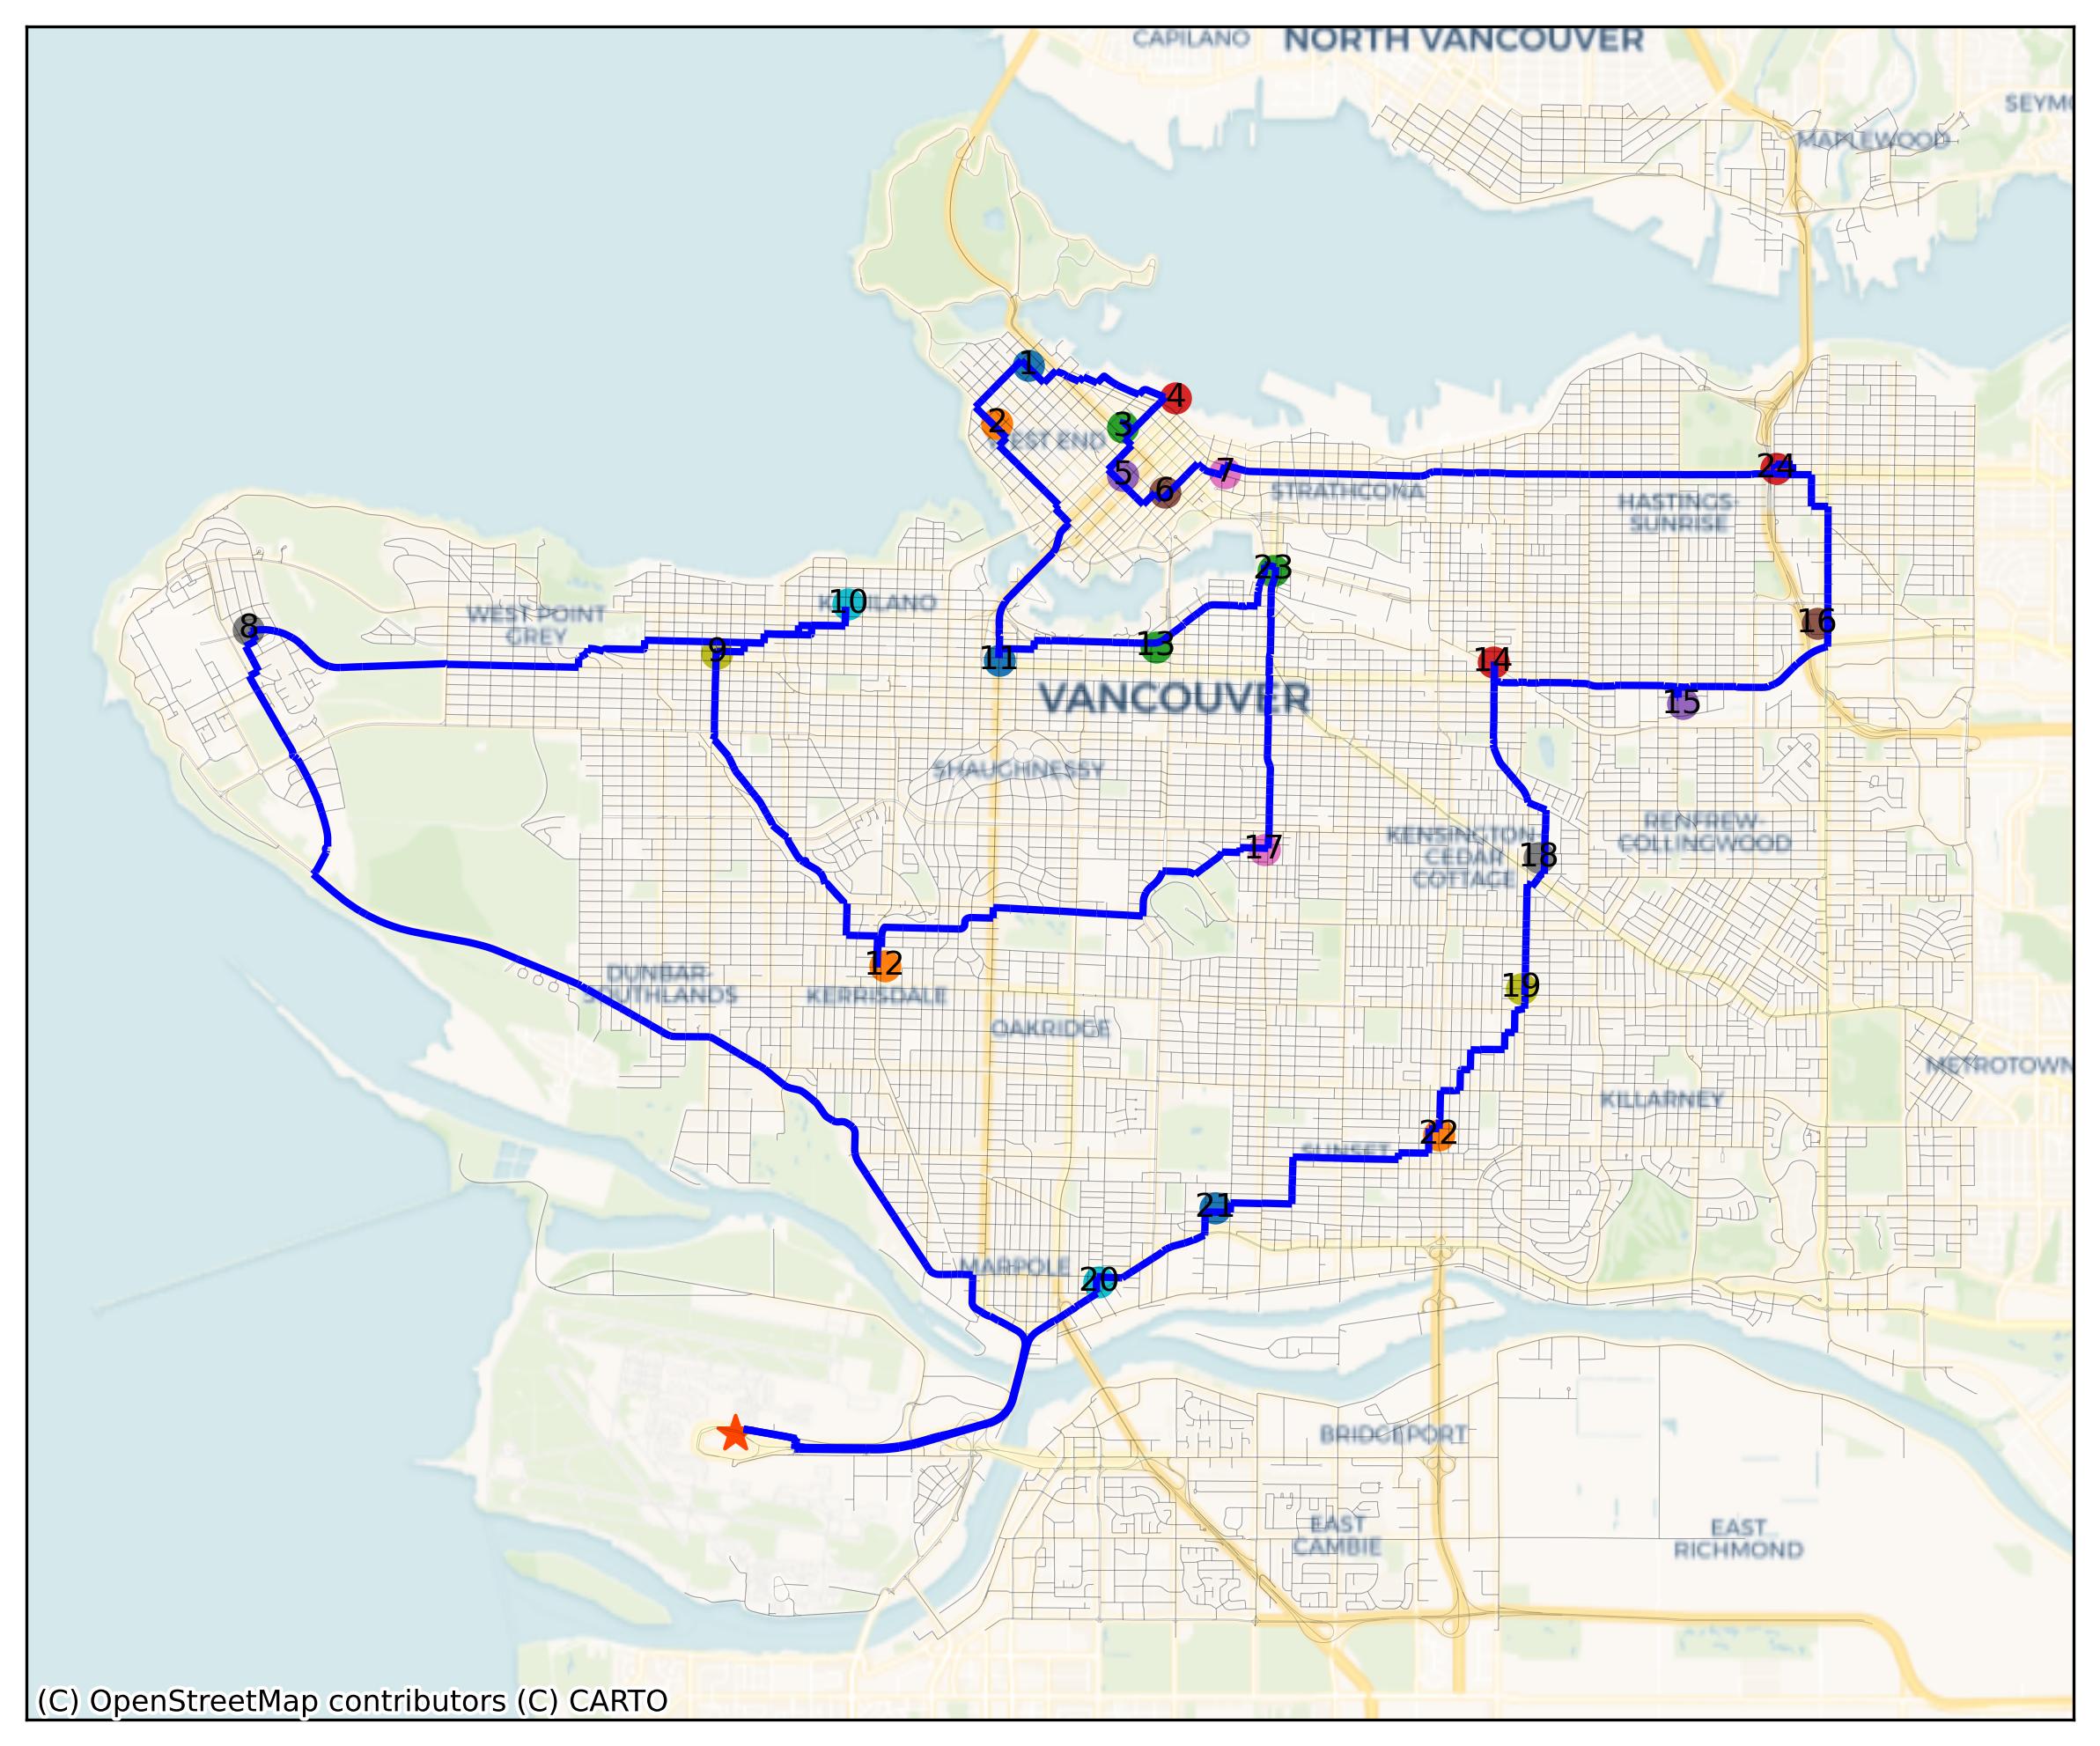 CAPILANO
NORTH VANCOUVER
MAPLEWOOD
1
4
2
3
WEST END
5
6
7
24
STRATHCONA
HASTINGS-
SUNRISE
23
10
KITSILANO
WEST POINT
GREY
8
9
11
13
14
16
15
VANCOUVER
SHAUGHNESSY
17
KENSINGTON-
CEDAR
COTTAGE
18
RENFREW-
COLLINGWOOD
12
DUNBAR-
SOUTHLANDS
KERRISDALE
19
OAKRIDGE
METROTOWN
KILLARNEY
22
SUNSET
21
MARPOLE
20
BRIDGEPORT
EAST
CAMBIE
EAST
RICHMOND
(C) OpenStreetMap contributors (C) CARTO